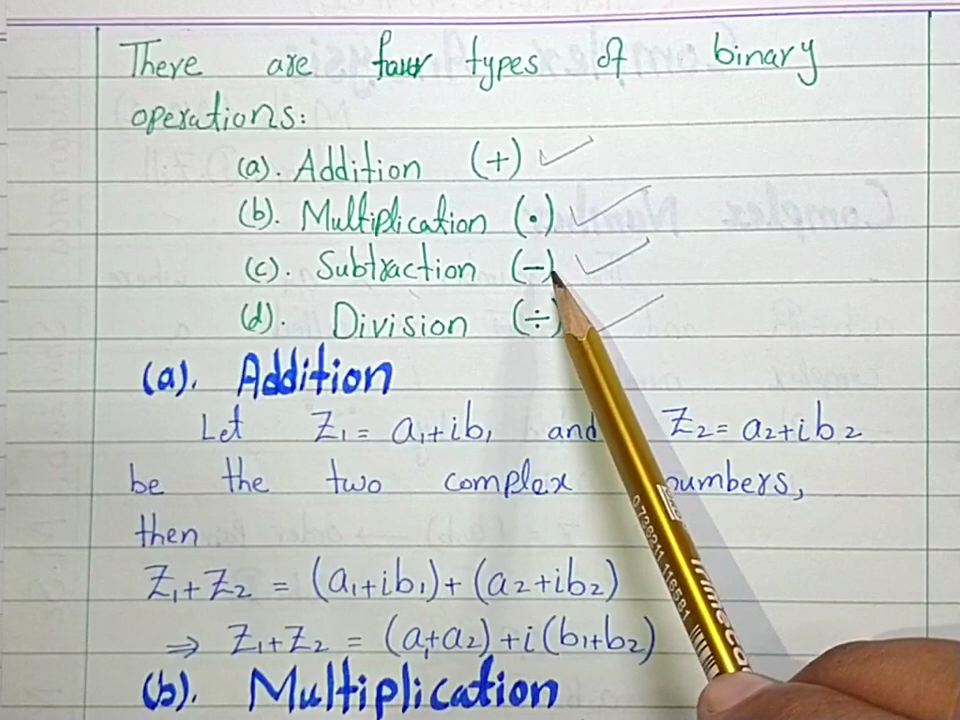 There are four types of binary
operations:
(a). Addition (+)
(b). Multiplication (•)
(c). Subtraction (−)
(d). Division (÷)
(a). Addition
Let Z₁ = a₁+ib₁ and Z₂ = a₂+ib₂
be the two complex numbers,
then
Z₁+Z₂ = (a₁+ib₁)+(a₂+ib₂)
⇒ Z₁+Z₂ = (a₁+a₂)+i(b₁+b₂)
(b). Multiplication